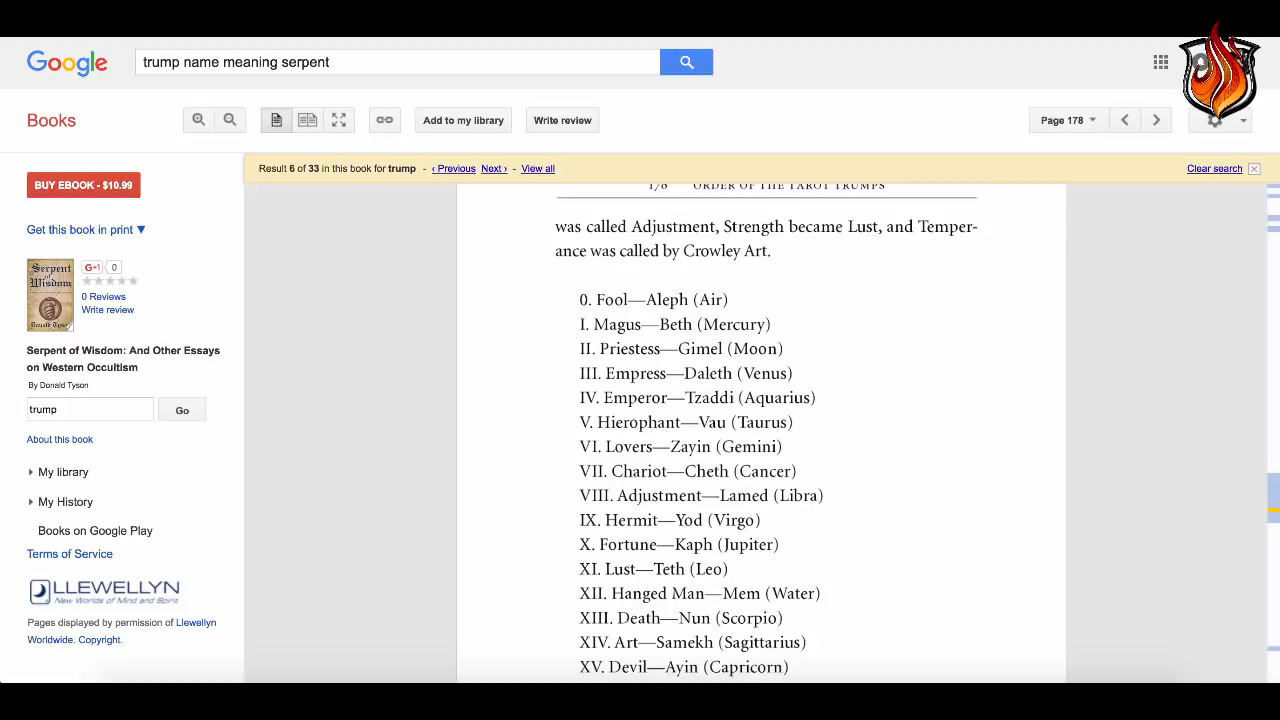 Google
trump name meaning serpent
Books
Add to my library
Write review
Page 178
Result 6 of 33 in this book for trump - ‹ Previous Next › - View all
Clear search
BUY EBOOK - $10.99
Get this book in print ▼
Serpent of Wisdom
Donald Tyson
G+1 0
0 Reviews
Write review
Serpent of Wisdom: And Other Essays
on Western Occultism
By Donald Tyson
trump
Go
About this book
My library
My History
Books on Google Play
Terms of Service
LLEWELLYN
New Worlds of Mind and Spirit
Pages displayed by permission of Llewellyn
Worldwide. Copyright.
178 ORDER OF THE TAROT TRUMPS
was called Adjustment, Strength became Lust, and Temper-
ance was called by Crowley Art.
0. Fool—Aleph (Air)
I. Magus—Beth (Mercury)
II. Priestess—Gimel (Moon)
III. Empress—Daleth (Venus)
IV. Emperor—Tzaddi (Aquarius)
V. Hierophant—Vau (Taurus)
VI. Lovers—Zayin (Gemini)
VII. Chariot—Cheth (Cancer)
VIII. Adjustment—Lamed (Libra)
IX. Hermit—Yod (Virgo)
X. Fortune—Kaph (Jupiter)
XI. Lust—Teth (Leo)
XII. Hanged Man—Mem (Water)
XIII. Death—Nun (Scorpio)
XIV. Art—Samekh (Sagittarius)
XV. Devil—Ayin (Capricorn)